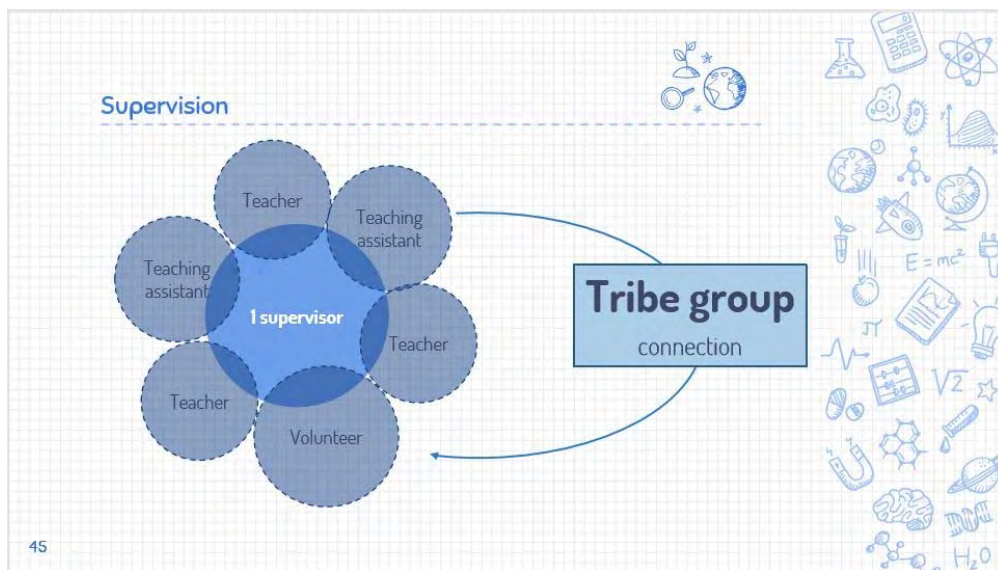 Supervision
Teacher
Teaching
assistant
Teaching
assistant
1 supervisor
Teacher
Teacher
Volunteer
Tribe group
connection
E=mc²
√2
H₂O
y
x
45